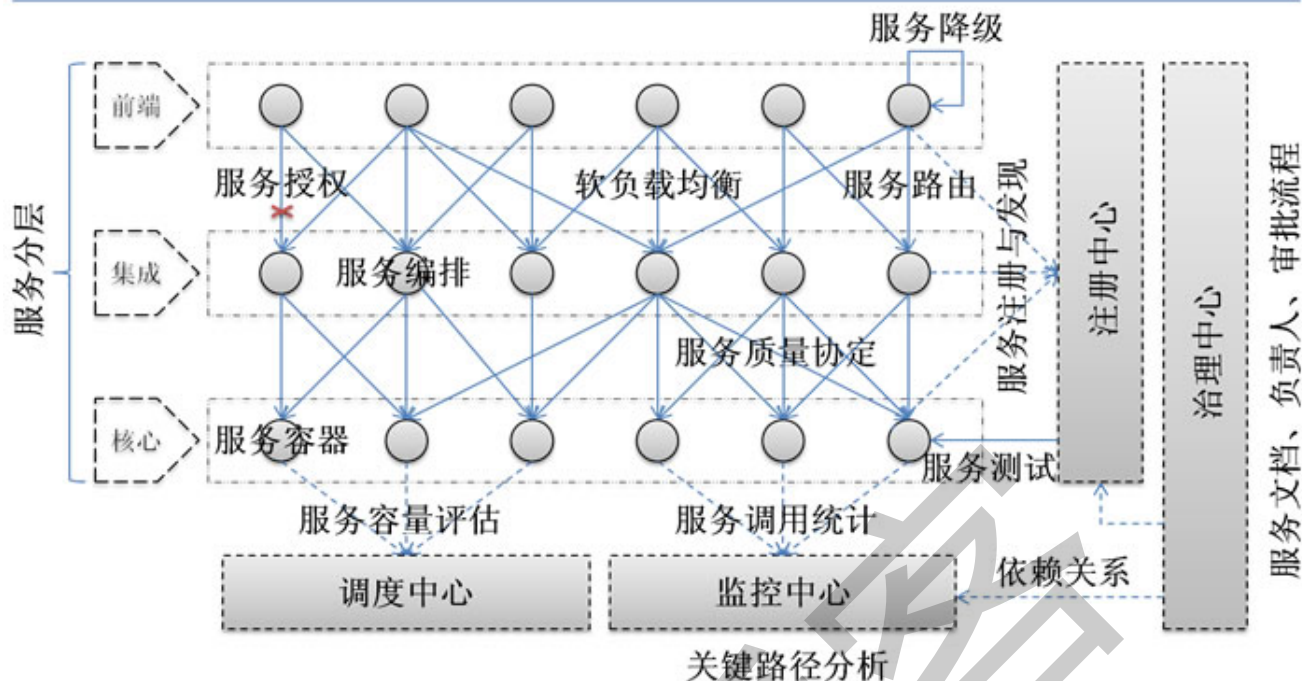 服务降级
前端
服务授权
软负载均衡
服务路由
服务分层
集成
服务编排
服务注册与发现
注册中心
治理中心
服务文档、负责人、审批流程
服务质量协定
核心
服务容器
服务测试
服务容量评估
服务调用统计
调度中心
监控中心
依赖关系
关键路径分析